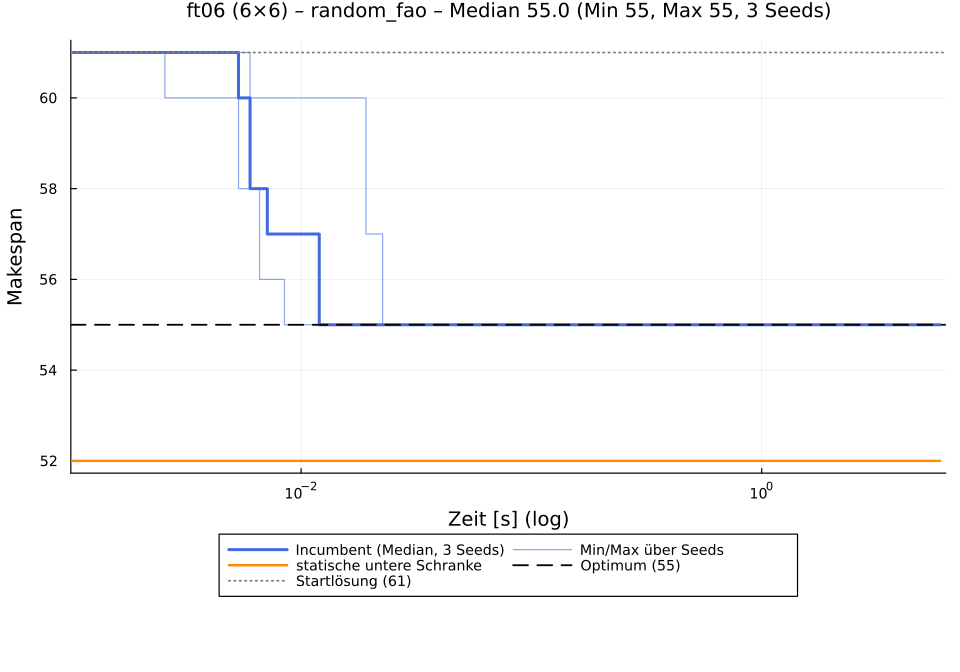 ft06 (6×6) – random_fao – Median 55.0 (Min 55, Max 55, 3 Seeds)
Makespan
60
58
56
54
52
10⁻²
10⁰
Zeit [s] (log)
Incumbent (Median, 3 Seeds)
Min/Max über Seeds
statische untere Schranke
Optimum (55)
Startlösung (61)